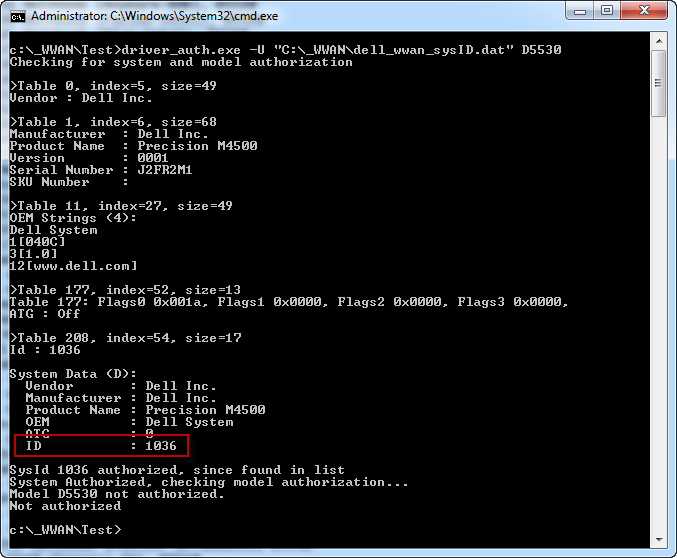 Administrator: C:\Windows\System32\cmd.exe
c:\_WWAN\Test>driver_auth.exe -U "C:\_WWAN\dell_wwan_sysID.dat" D5530
Checking for system and model authorization
>Table 0, index=5, size=49
Vendor : Dell Inc.
>Table 1, index=6, size=68
Manufacturer  : Dell Inc.
Product Name  : Precision M4500
Version       : 0001
Serial Number : J2FR2M1
SKU Number    :
>Table 11, index=27, size=49
OEM Strings (4):
Dell System
1[040C]
3[1.0]
12[www.dell.com]
>Table 177, index=52, size=13
Table 177: Flags0 0x001a, Flags1 0x0000, Flags2 0x0000, Flags3 0x0000,
ATG : Off
>Table 208, index=54, size=17
Id : 1036
System Data (D):
  Vendor       : Dell Inc.
  Manufacturer : Dell Inc.
  Product Name : Precision M4500
  OEM          : Dell System
  ATG          : 0
  ID           : 1036
SysId 1036 authorized, since found in list
System Authorized, checking model authorization...
Model D5530 not authorized.
Not authorized
c:\_WWAN\Test>